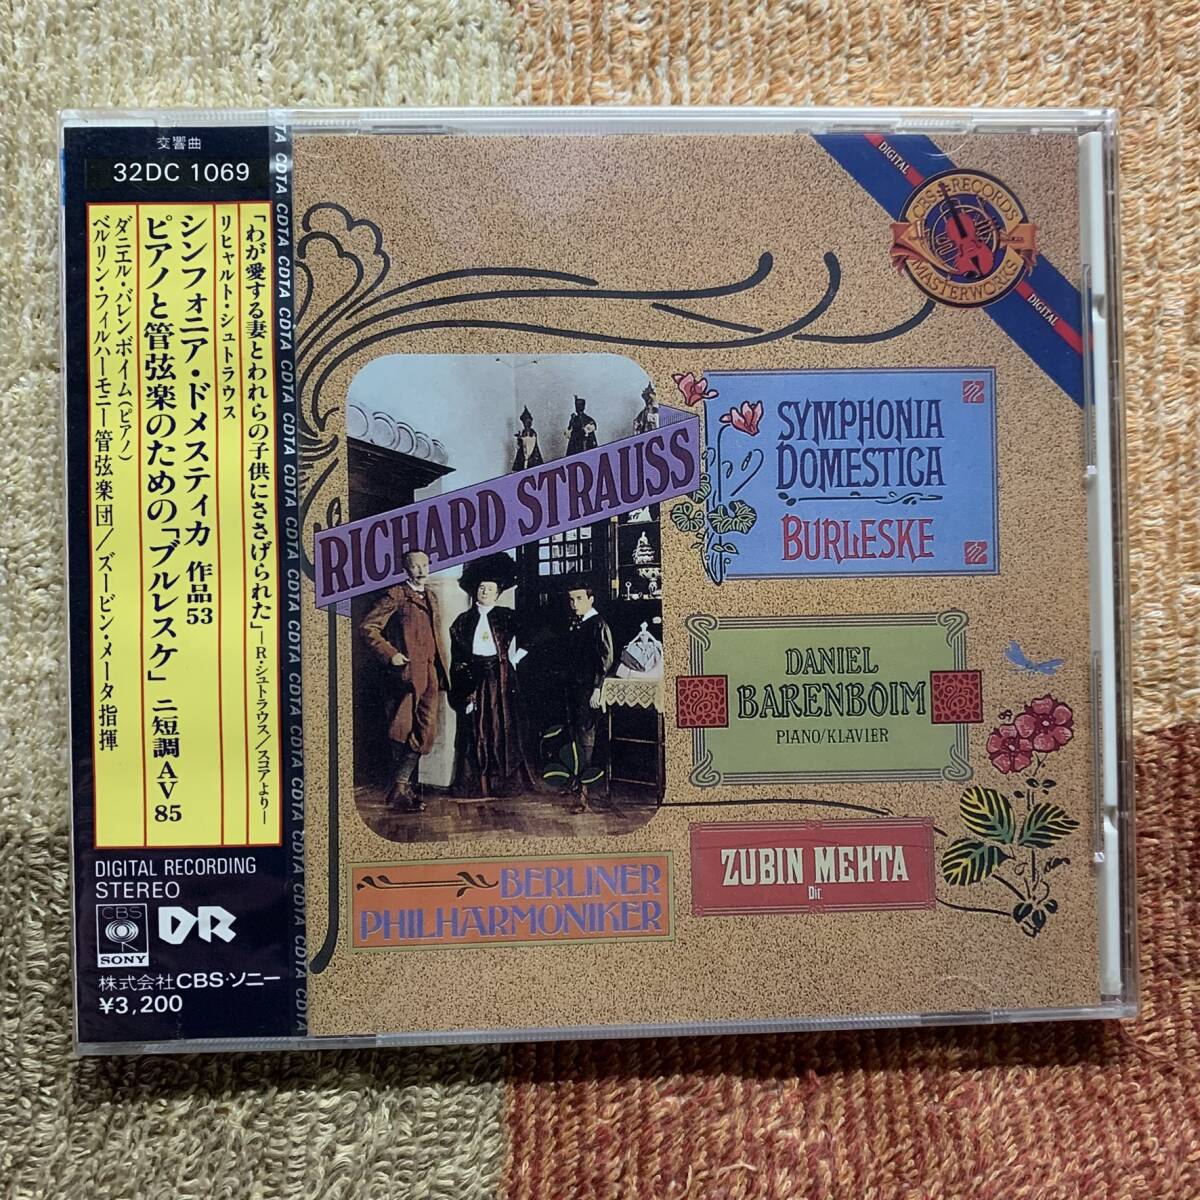 交響曲
32DC 1069
「わが愛する妻とわれらの子供にささげられた」―R・シュトラウス/スコアより―
リヒャルト・シュトラウス
シンフォニア・ドメスティカ 作品53
ピアノと管弦楽のための「ブルレスケ」 ニ短調AV85
ダニエル・バレンボイム(ピアノ)
ベルリン・フィルハーモニー管弦楽団/ズービン・メータ指揮
DIGITAL RECORDING
STEREO
CBS
SONY
DR
株式会社CBS・ソニー
¥3,200
TA CDTA CDTA CDTA CDTA CDTA CDTA CDTA CDTA CDTA CDTA CDTA CDTA CDTA CDTA CDTA
DIGITAL
CBS RECORDS
MASTERWORKS
DIGITAL
RICHARD STRAUSS
SYMPHONIA
DOMESTICA
BURLESKE
DANIEL
BARENBOIM
PIANO/KLAVIER
ZUBIN MEHTA
Dir.
BERLINER
PHILHARMONIKER